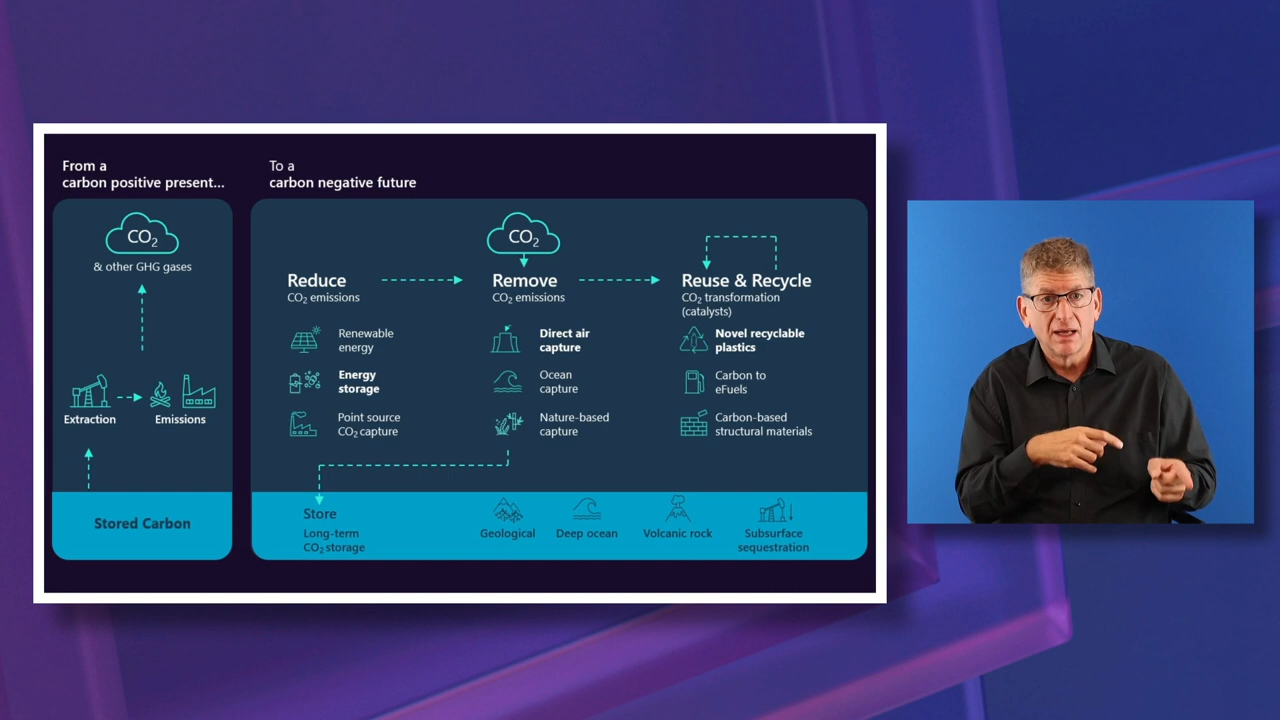 From a
carbon positive present...
CO₂
& other GHG gases
Extraction
Emissions
Stored Carbon
To a
carbon negative future
CO₂
Reduce
CO₂ emissions
Renewable
energy
Energy
storage
Point source
CO₂ capture
Remove
CO₂ emissions
Direct air
capture
Ocean
capture
Nature-based
capture
Reuse & Recycle
CO₂ transformation
(catalysts)
Novel recyclable
plastics
Carbon to
eFuels
Carbon-based
structural materials
Store
Long-term
CO₂ storage
Geological
Deep ocean
Volcanic rock
Subsurface
sequestration